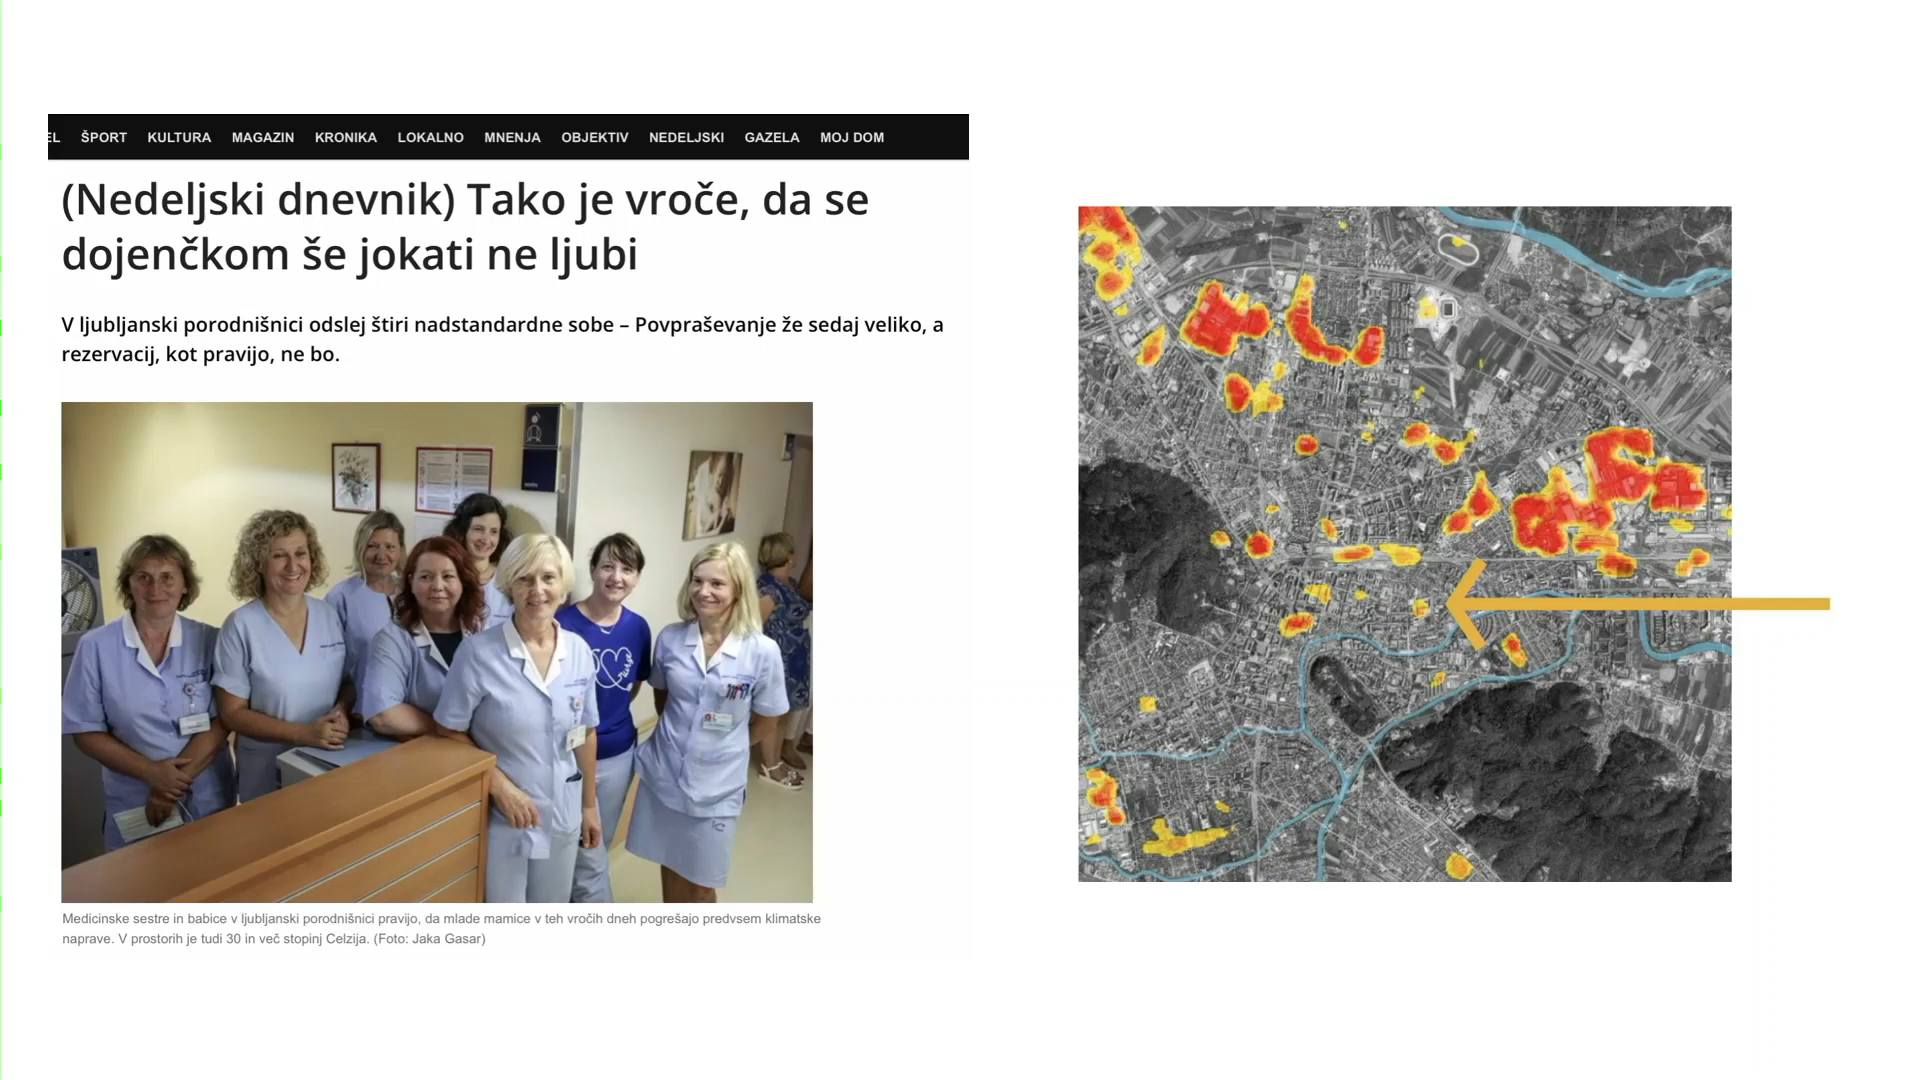 EL ŠPORT KULTURA MAGAZIN KRONIKA LOKALNO MNENJA OBJEKTIV NEDELJSKI GAZELA MOJ DOM
(Nedeljski dnevnik) Tako je vroče, da se
dojenčkom še jokati ne ljubi
V ljubljanski porodnišnici odslej štiri nadstandardne sobe – Povpraševanje že sedaj veliko, a
rezervacij, kot pravijo, ne bo.
nurse
Medicinske sestre in babice v ljubljanski porodnišnici pravijo, da mlade mamice v teh vročih dneh pogrešajo predvsem klimatske
naprave. V prostorih je tudi 30 in več stopinj Celzija. (Foto: Jaka Gasar)